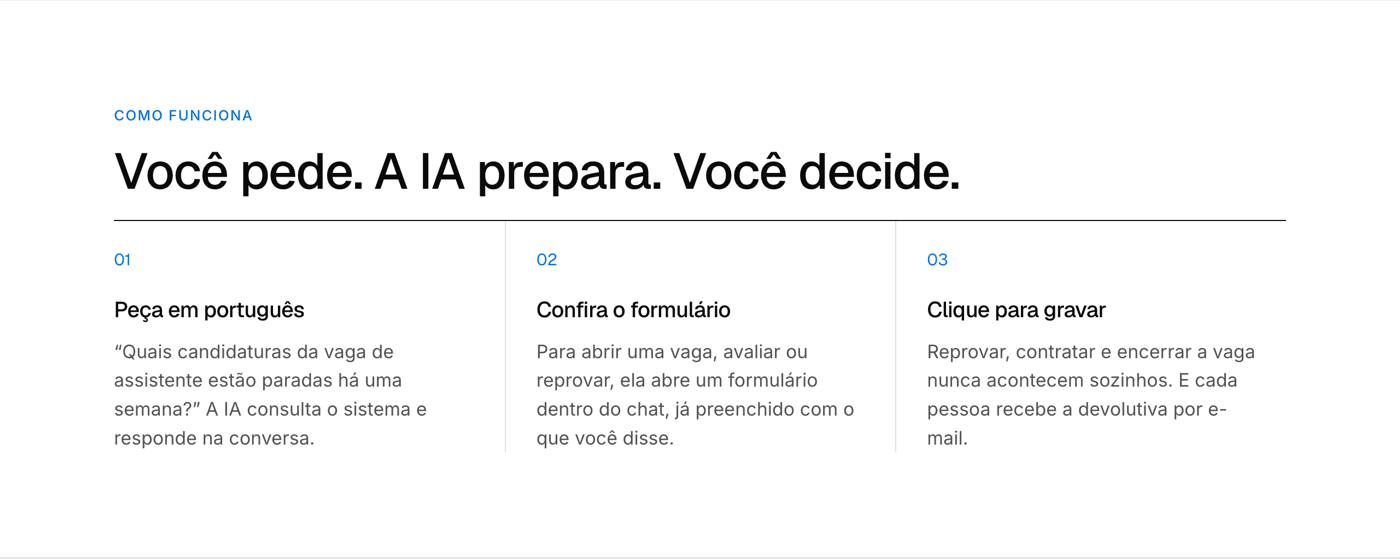 COMO FUNCIONA
Você pede. A IA prepara. Você decide.
01
Peça em português
“Quais candidaturas da vaga de
assistente estão paradas há uma
semana?” A IA consulta o sistema e
responde na conversa.
02
Confira o formulário
Para abrir uma vaga, avaliar ou
reprovar, ela abre um formulário
dentro do chat, já preenchido com o
que você disse.
03
Clique para gravar
Reprovar, contratar e encerrar a vaga
nunca acontecem sozinhos. E cada
pessoa recebe a devolutiva por e-
mail.